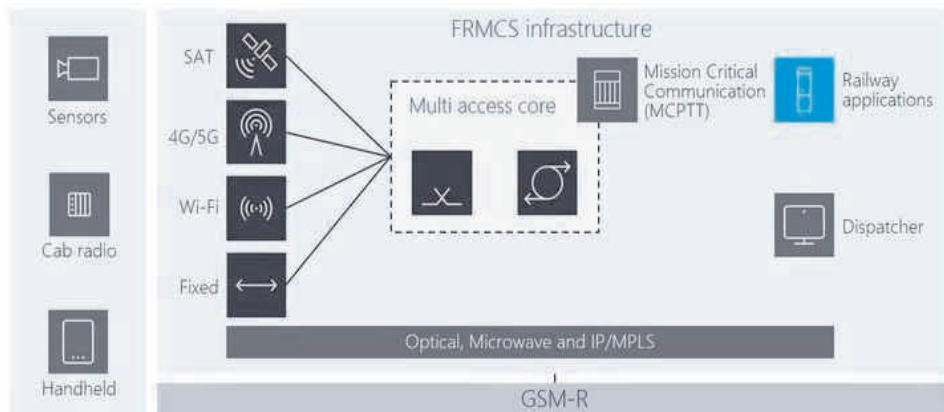 Sensors
Cab radio
Handheld
FRMCS infrastructure
SAT
4G/5G
Wi-Fi
Fixed
Multi access core
Mission Critical
Communication
(MCPTT)
Railway
applications
Dispatcher
Optical, Microwave and IP/MPLS
GSM-R